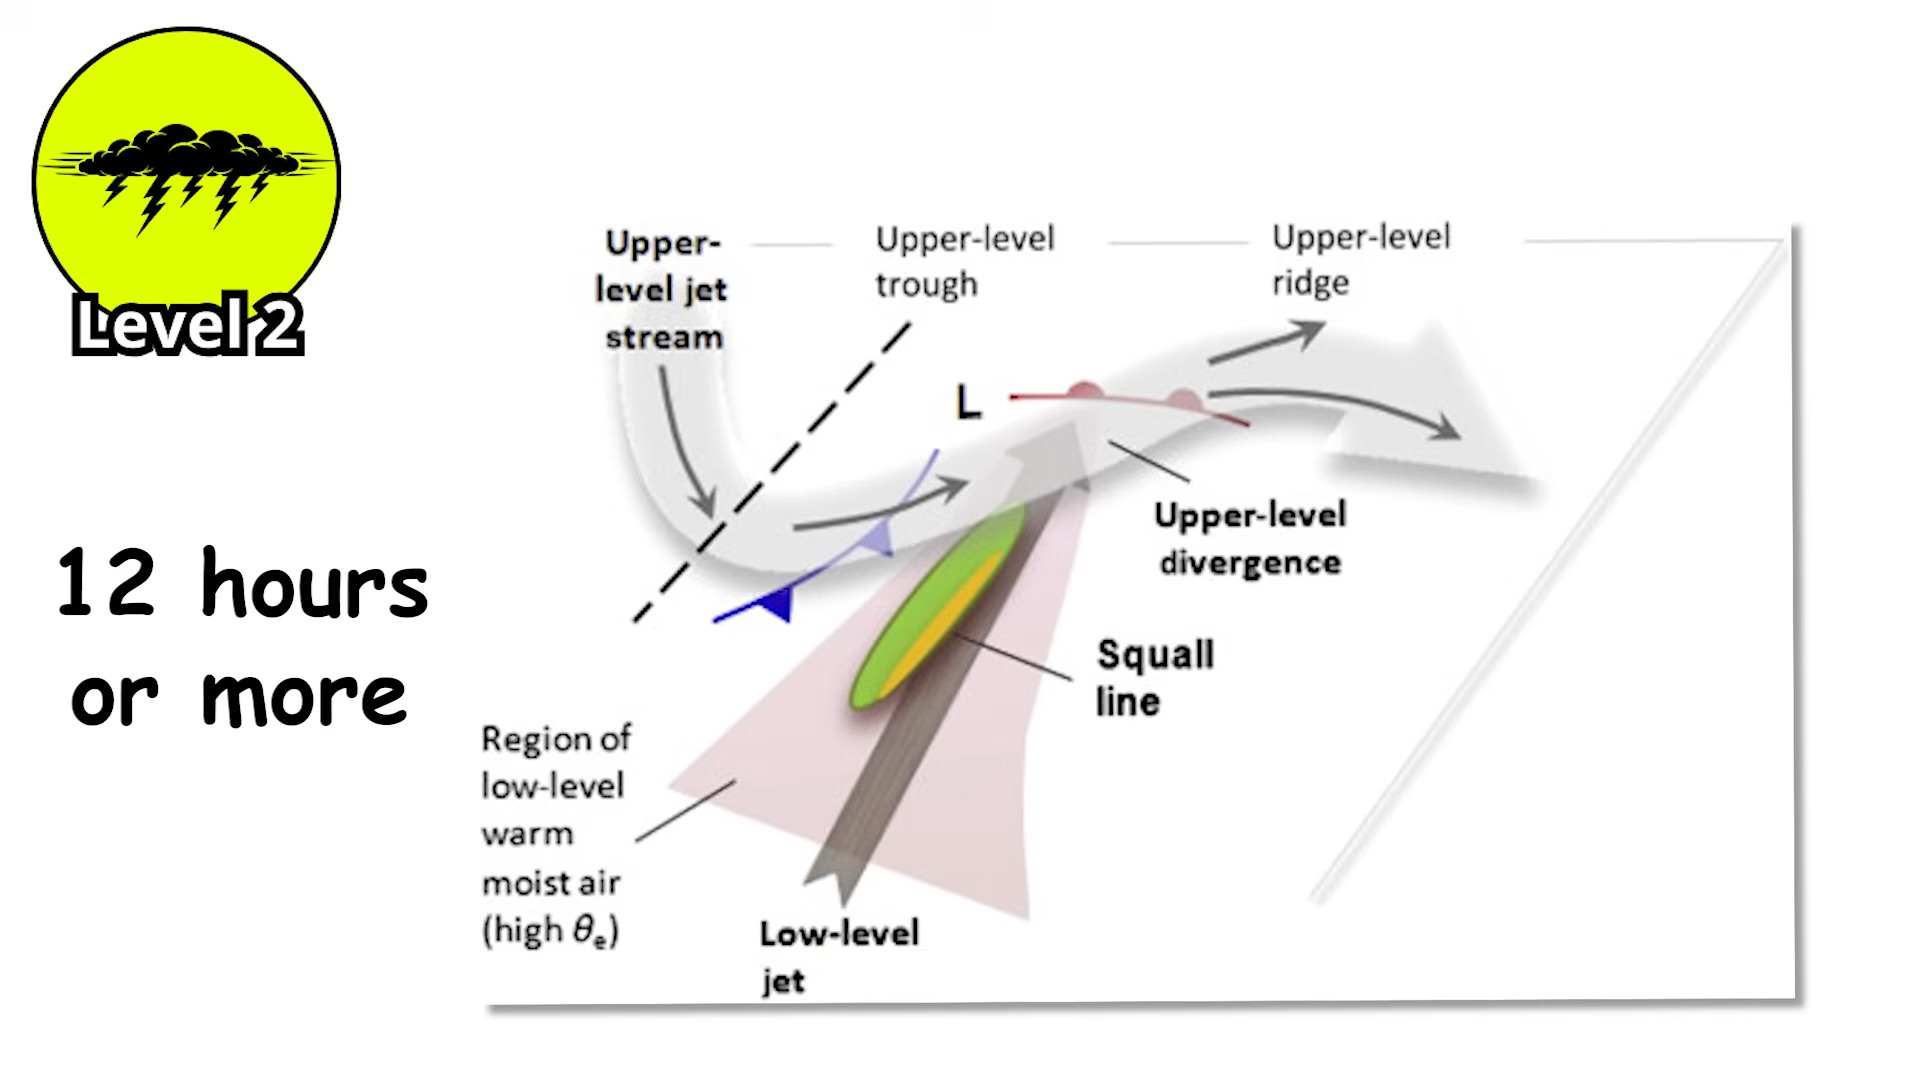 Level 2
12 hours
or more
Upper-
level jet
stream
Upper-level
trough
Upper-level
ridge
L
Upper-level
divergence
Squall
line
Region of
low-level
warm
moist air
(high θe)
Low-level
jet